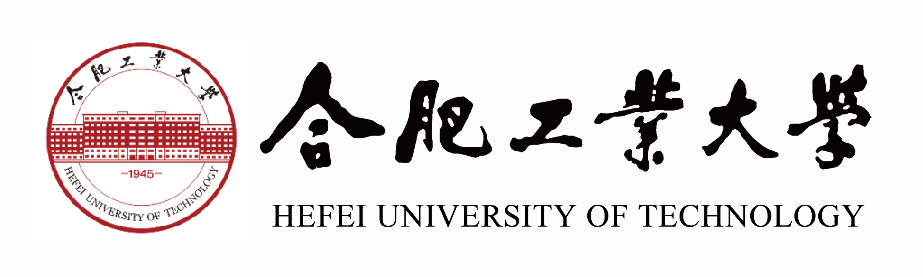 合肥工業大學
-1945-
HEFEI UNIVERSITY OF TECHNOLOGY
合肥工業大學
HEFEI UNIVERSITY OF TECHNOLOGY